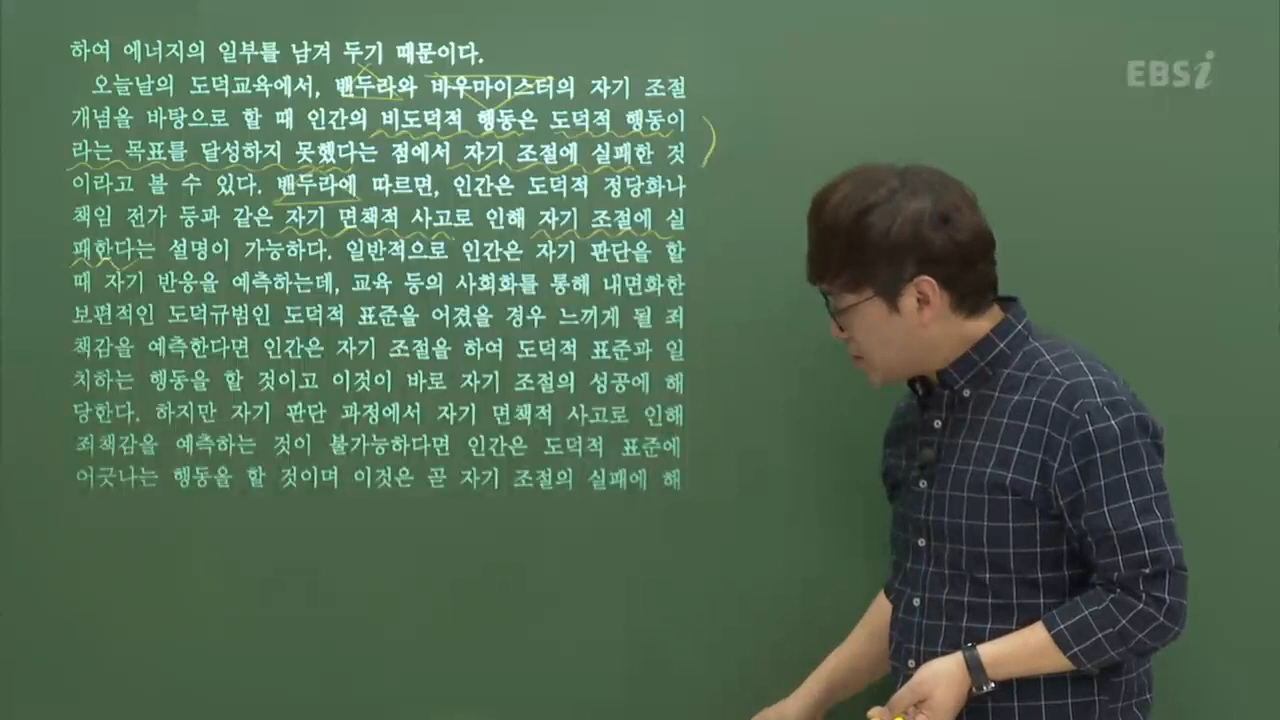 하여 에너지의 일부를 남겨 두기 때문이다.
EBSi
오늘날의 도덕교육에서, 밴두라와 바우마이스터의 자기 조절
개념을 바탕으로 할 때 인간의 비도덕적 행동은 도덕적 행동이
라는 목표를 달성하지 못했다는 점에서 자기 조절에 실패한 것
이라고 볼 수 있다. 밴두라에 따르면, 인간은 도덕적 정당화나
책임 전가 등과 같은 자기 면책적 사고로 인해 자기 조절에 실
패한다는 설명이 가능하다. 일반적으로 인간은 자기 판단을 할
때 자기 반응을 예측하는데, 교육 등의 사회화를 통해 내면화한
보편적인 도덕규범인 도덕적 표준을 어겼을 경우 느끼게 될 죄
책감을 예측한다면 인간은 자기 조절을 하여 도덕적 표준과 일
치하는 행동을 할 것이고 이것이 바로 자기 조절의 성공에 해
당한다. 하지만 자기 판단 과정에서 자기 면책적 사고로 인해
죄책감을 예측하는 것이 불가능하다면 인간은 도덕적 표준에
어긋나는 행동을 할 것이며 이것은 곧 자기 조절의 실패에 해